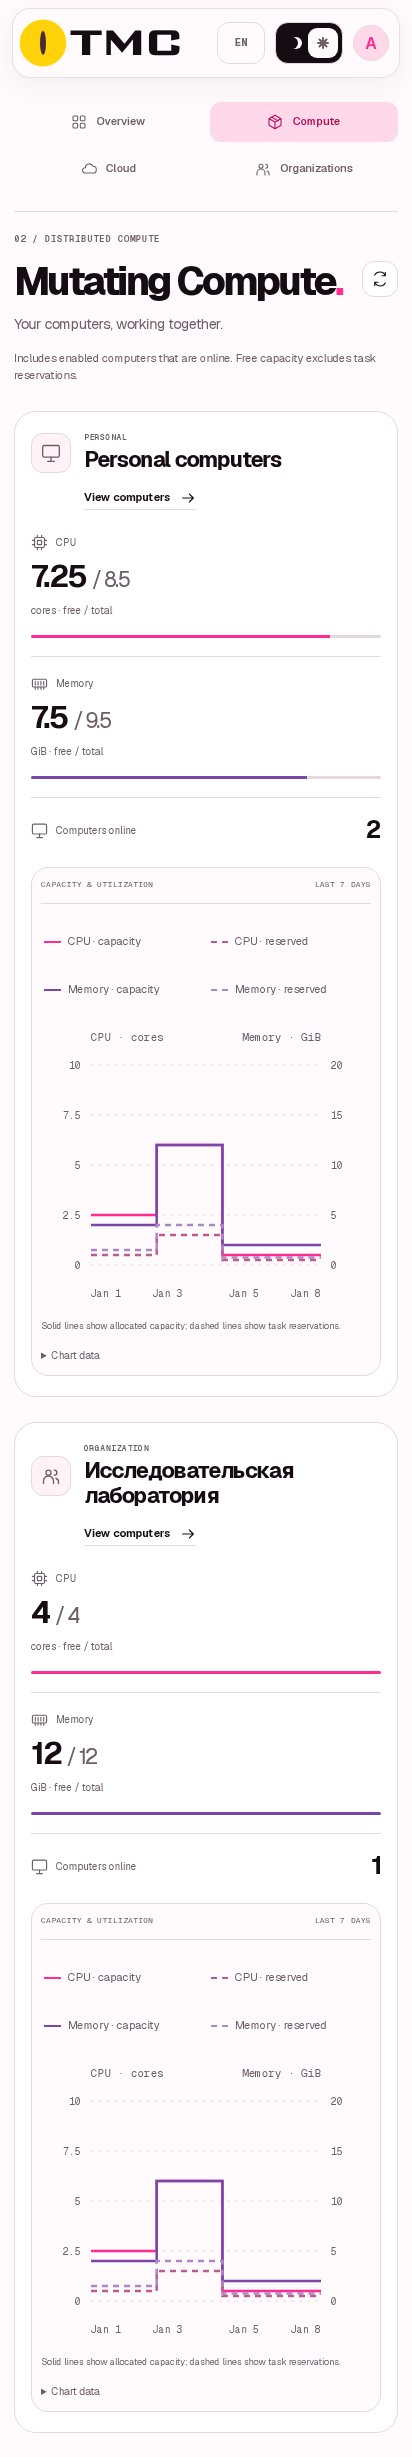 TMC
EN
A
Overview
Compute
Cloud
Organizations
02 / DISTRIBUTED COMPUTE
Mutating Compute.
Your computers, working together.
Includes enabled computers that are online. Free capacity excludes task
reservations.
PERSONAL
Personal computers
View computers →
CPU
7.25 / 8.5
cores · free / total
Memory
7.5 / 9.5
GiB · free / total
Computers online 2
CAPACITY & UTILIZATION LAST 7 DAYS
CPU · capacity CPU · reserved
Memory · capacity Memory · reserved
CPU · cores Memory · GiB
10 20
7.5 15
5 10
2.5 5
0 0
Jan 1 Jan 3 Jan 5 Jan 8
Solid lines show allocated capacity; dashed lines show task reservations.
▶ Chart data
ORGANIZATION
Исследовательская
лаборатория
View computers →
CPU
4 / 4
cores · free / total
Memory
12 / 12
GiB · free / total
Computers online 1
CAPACITY & UTILIZATION LAST 7 DAYS
CPU · capacity CPU · reserved
Memory · capacity Memory · reserved
CPU · cores Memory · GiB
10 20
7.5 15
5 10
2.5 5
0 0
Jan 1 Jan 3 Jan 5 Jan 8
Solid lines show allocated capacity; dashed lines show task reservations.
▶ Chart data